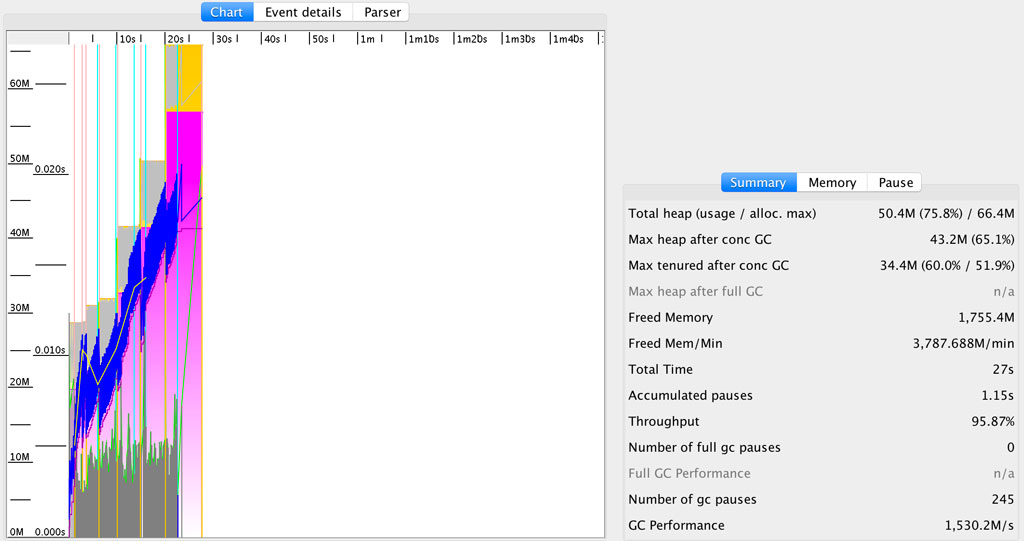 Chart Event details Parser
10s 20s 30s 40s 50s 1m 1m10s 1m20s 1m30s 1m40s
60M
50M
0.020s
40M
30M
0.010s
20M
10M
0M 0.000s
Summary Memory Pause
Total heap (usage / alloc. max) 50.4M (75.8%) / 66.4M
Max heap after conc GC 43.2M (65.1%)
Max tenured after conc GC 34.4M (60.0% / 51.9%)
Max heap after full GC n/a
Freed Memory 1,755.4M
Freed Mem/Min 3,787.688M/min
Total Time 27s
Accumulated pauses 1.15s
Throughput 95.87%
Number of full gc pauses 0
Full GC Performance n/a
Number of gc pauses 245
GC Performance 1,530.2M/s